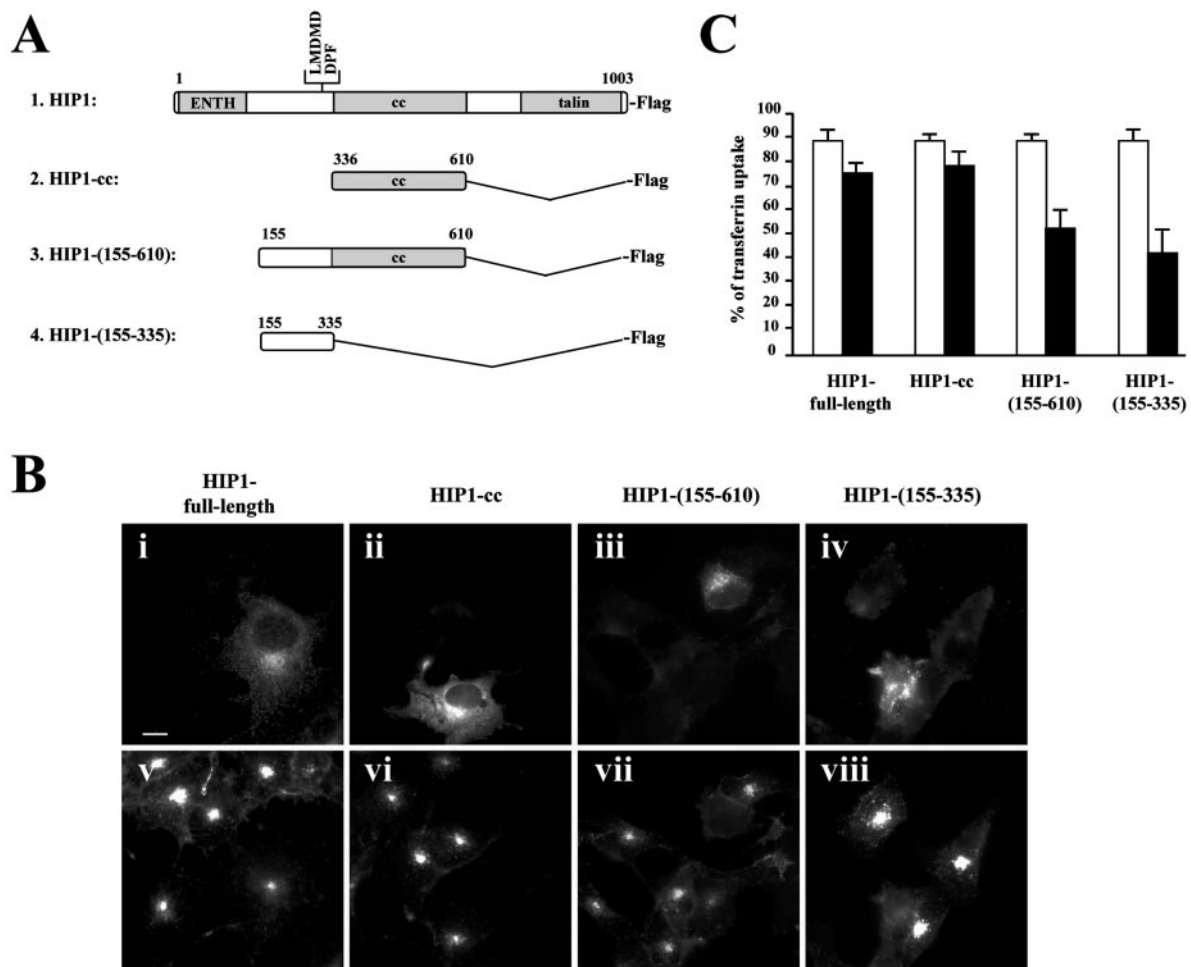 A
LMDMD
DPF
1
1003
1. HIP1:
ENTH
cc
talin
-Flag
336
610
2. HIP1-cc:
cc
-Flag
155
610
3. HIP1-(155-610):
cc
-Flag
155
335
4. HIP1-(155-335):
-Flag
C
% of transferrin uptake
100
90
80
70
60
50
40
30
20
10
0
HIP1-
full-length
HIP1-cc
HIP1-
(155-610)
HIP1-
(155-335)
B
HIP1-
full-length
HIP1-cc
HIP1-(155-610)
HIP1-(155-335)
i
ii
iii
iv
v
vi
vii
viii